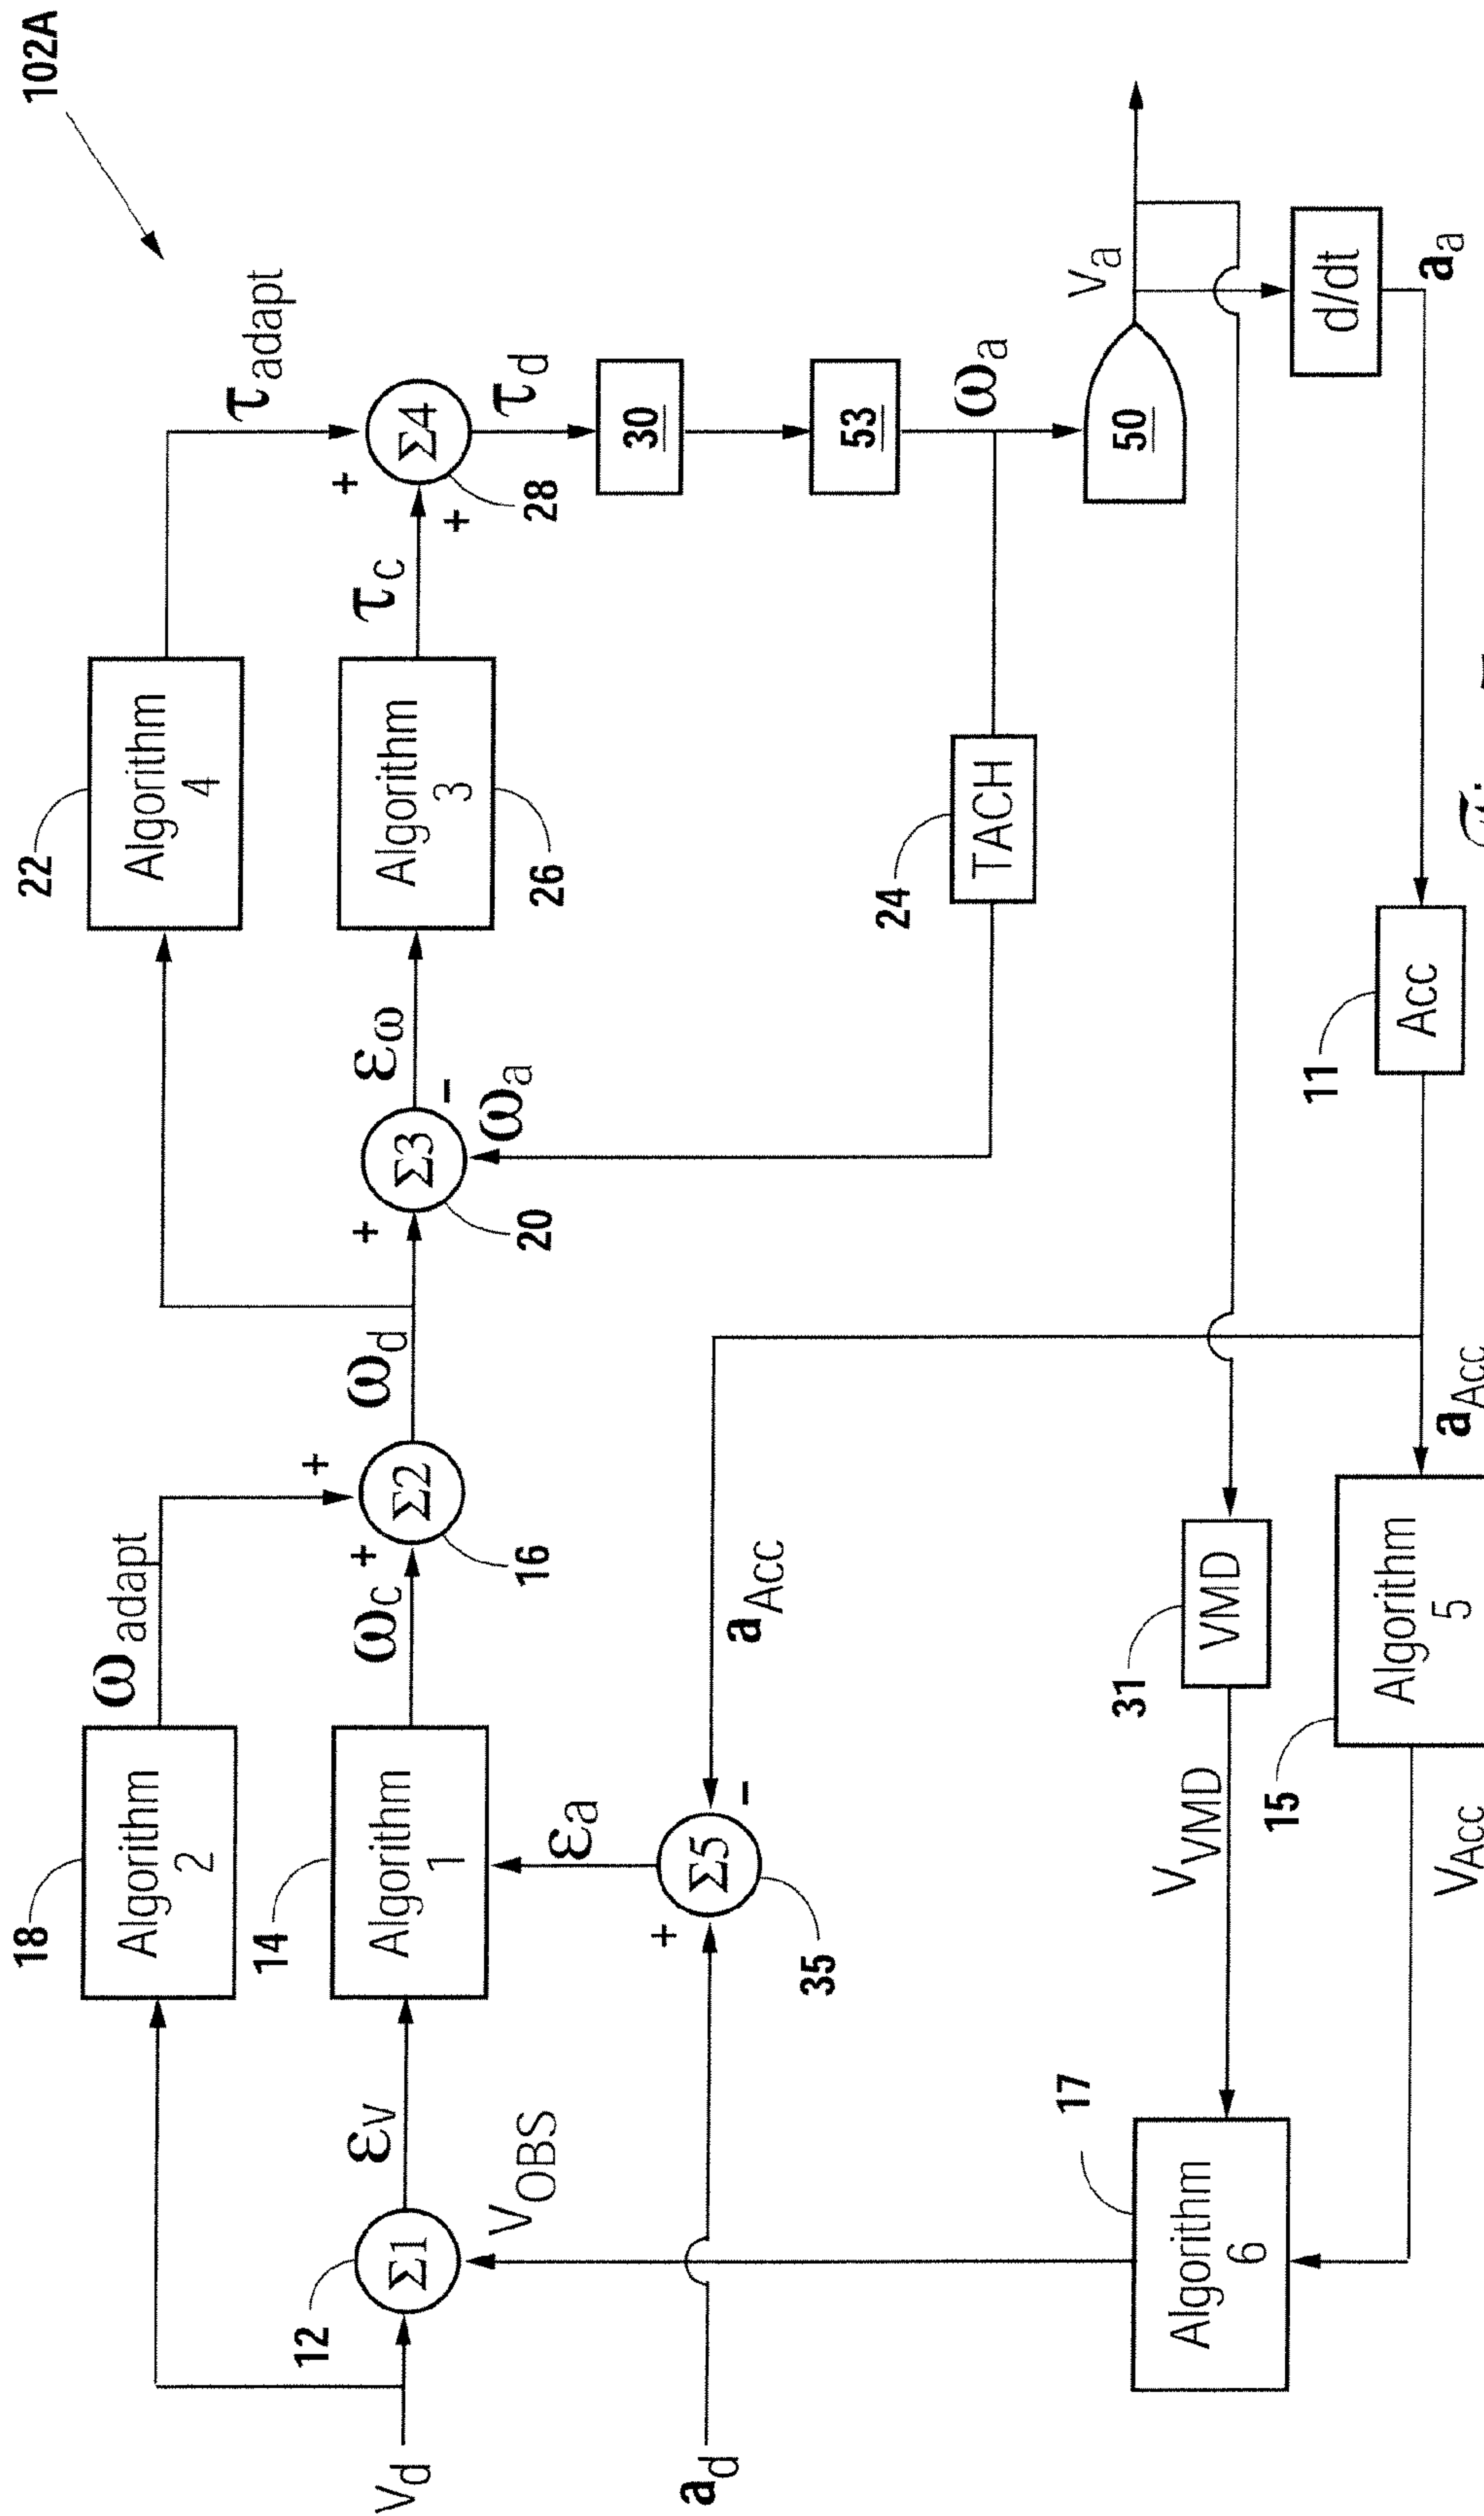 102A
22
Algorithm
4
τadapt
18
Algorithm
2
ωadapt
+
+
Σ4
28
τd
30
53
ωa
50
Va
d/dt
aa
14
Algorithm
1
ωc
+
+
Σ2
16
ωd
+
Σ3
-
20
ωa
εω
Algorithm
3
26
τc
24
TACH
Vd
12
Σ1
εV
VOBS
ad
+
Σ5
-
35
εa
aAcc
17
Algorithm
6
VVMD
31
VMD
VAcc
15
Algorithm
5
aAcc
11
Acc